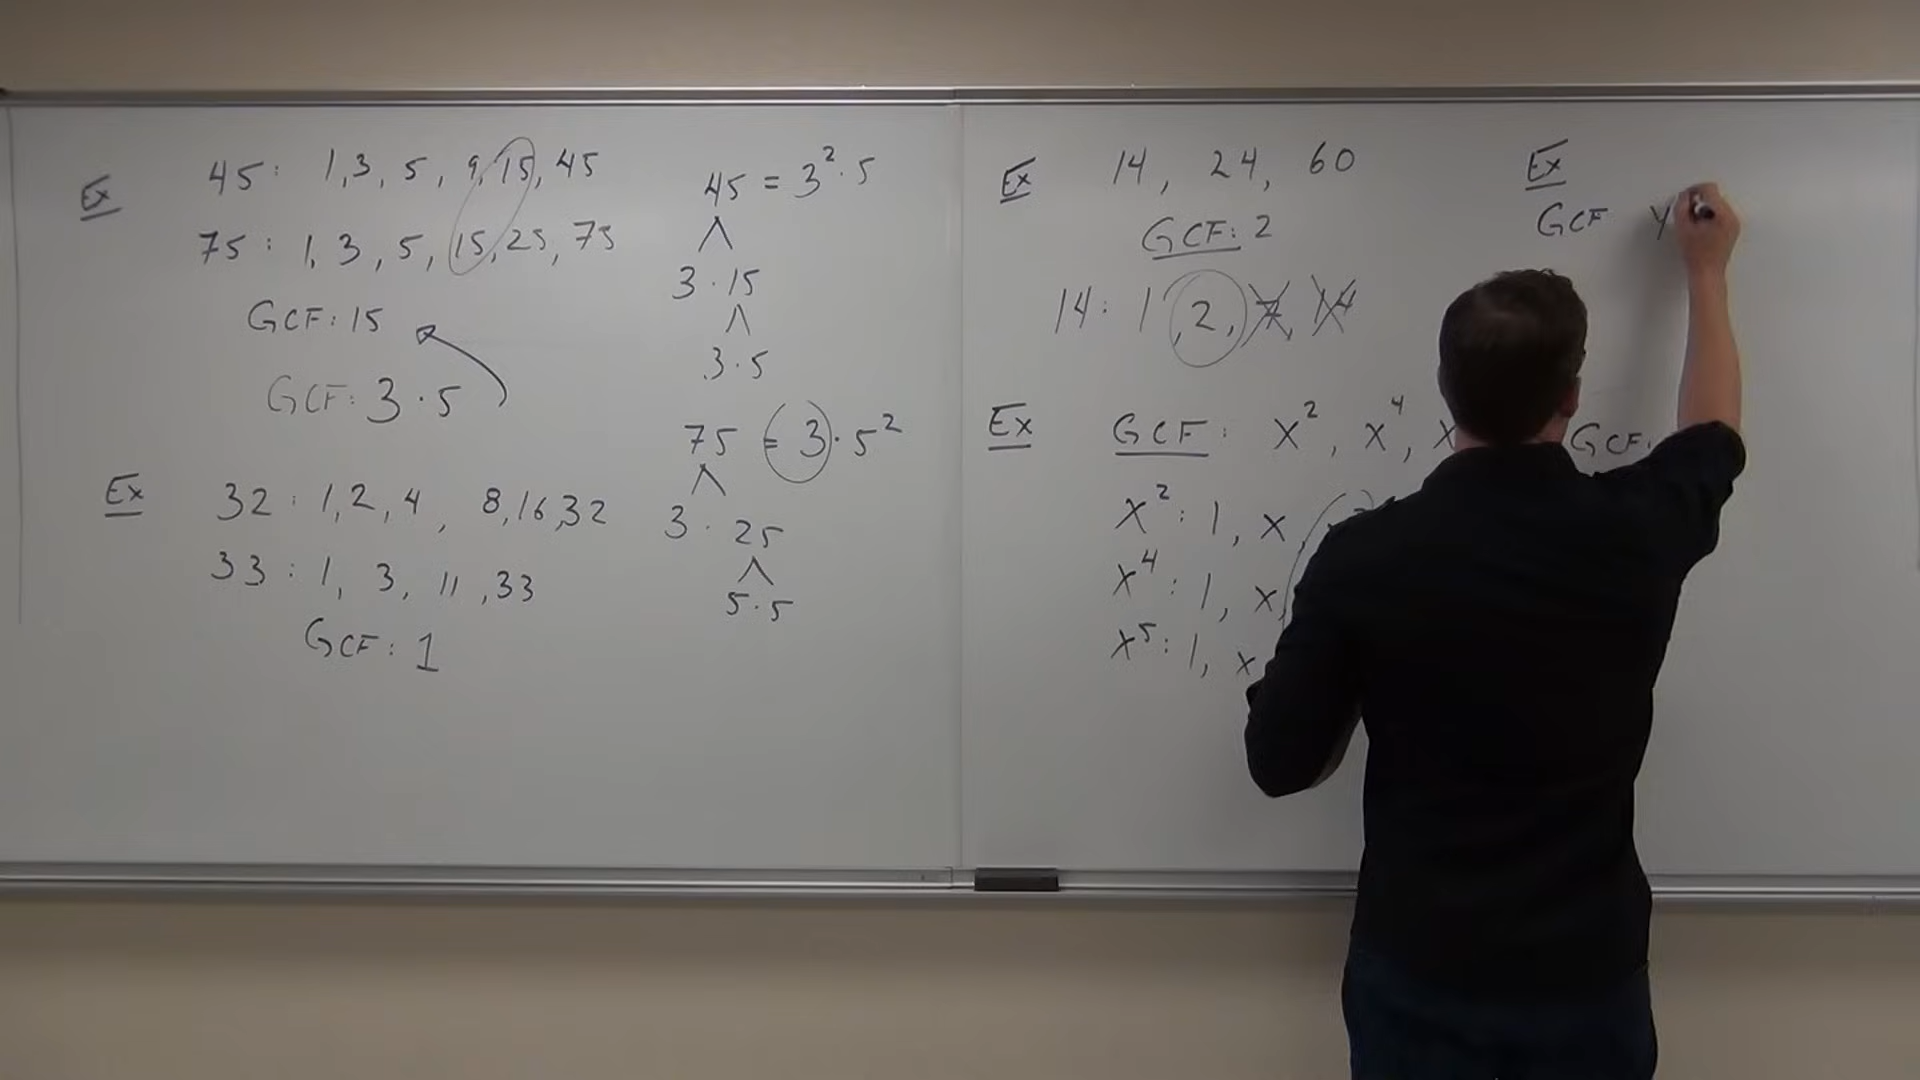 Ex
45: 1, 3, 5, 9, 15, 45
75: 1, 3, 5, 15, 25, 75
GCF: 15
GCF: 3 · 5
Ex
32: 1, 2, 4, 8, 16, 32
33: 1, 3, 11, 33
GCF: 1
45 = 3² · 5
3 · 15
3 · 5
75 = 3 · 5²
3 · 25
5 · 5
Ex
14, 24, 60
GCF: 2
14: 1, 2, 7, 14
Ex
GCF: x², x⁴, x
GCF:
x²: 1, x
x⁴: 1, x,
x⁵: 1, x
Ex
GCF y